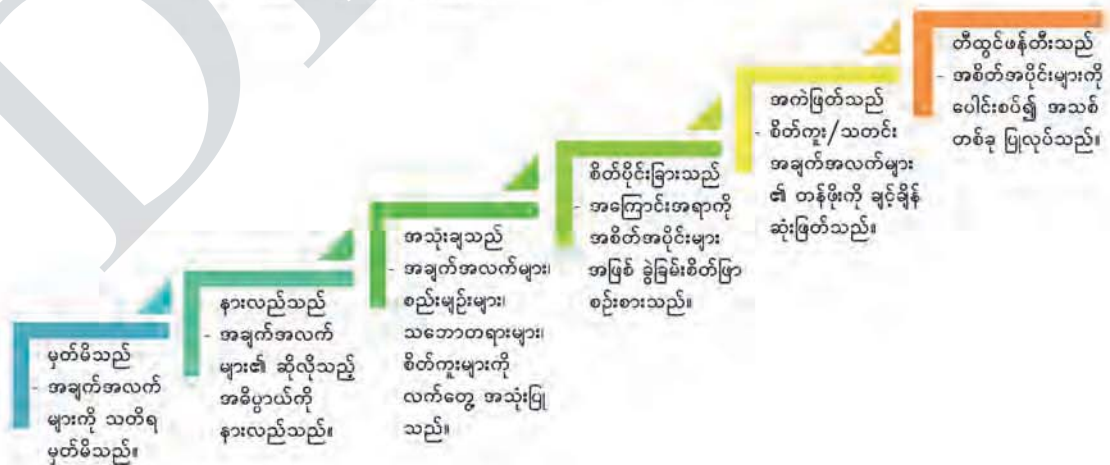 မှတ်မိသည်
- အချက်အလက်
များကို သတိရ
မှတ်မိသည်။
နားလည်သည်
- အချက်အလက်
များ၏ ဆိုလိုသည့်
အဓိပ္ပာယ်ကို
နားလည်သည်။
အသုံးချသည်
- အချက်အလက်များ၊
စည်းမျဉ်းများ၊
သဘောတရားများ၊
စိတ်ကူးများကို
လက်တွေ့ အသုံးပြု
သည်။
စိတ်ပိုင်းခြားသည်
- အကြောင်းအရာကို
အစိတ်အပိုင်းများ
အဖြစ် ခွဲခြမ်းစိတ်ဖြာ
စဉ်းစားသည်။
အကဲဖြတ်သည်
- စိတ်ကူး/သတင်း
အချက်အလက်များ
၏ တန်ဖိုးကို ချင့်ချိန်
ဆုံးဖြတ်သည်။
တီထွင်ဖန်တီးသည်
- အစိတ်အပိုင်းများကို
ပေါင်းစပ်၍ အသစ်
တစ်ခု ပြုလုပ်သည်။